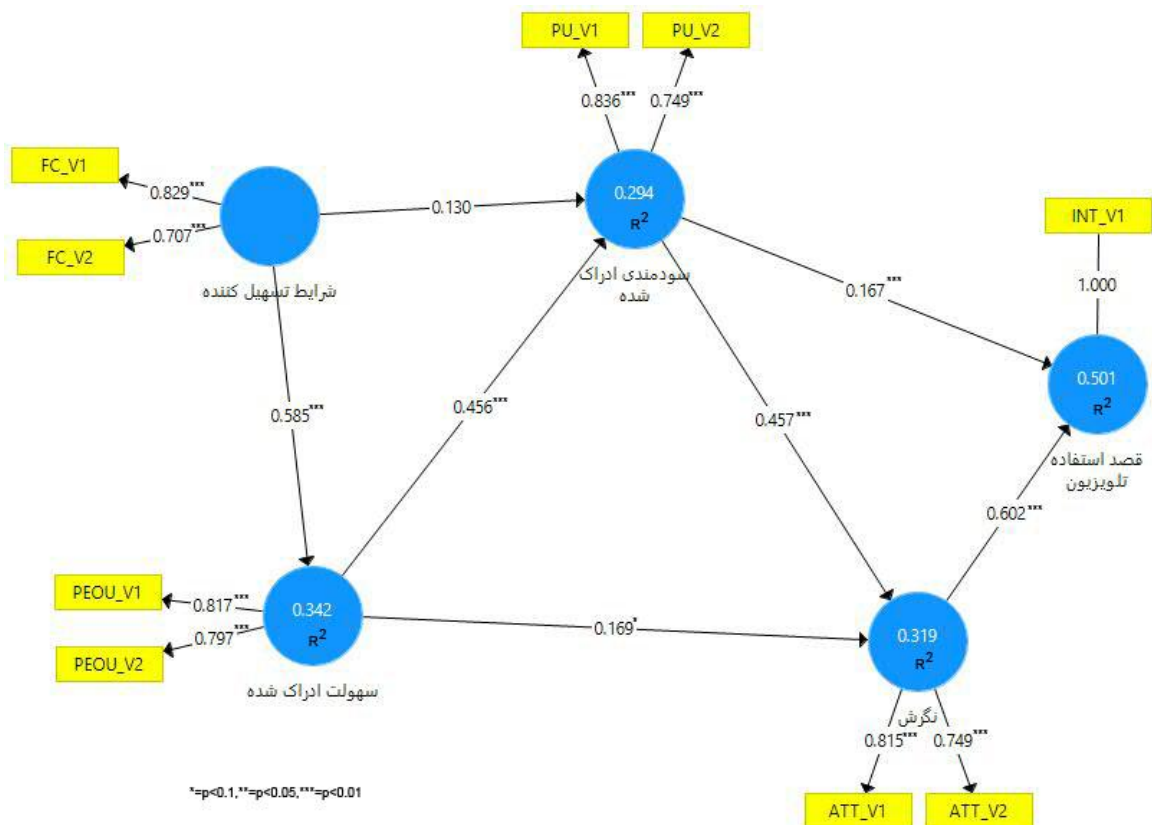 PU_V1
PU_V2
0.836***
0.749***
FC_V1
0.829***
0.707***
FC_V2
شرایط تسهیل کننده
0.130
0.294
R²
سودمندی ادراک
شده
INT_V1
1.000
0.167***
0.501
R²
قصد استفاده
تلویزیون
0.585***
0.456***
0.457***
0.602***
PEOU_V1
0.817***
0.797***
PEOU_V2
0.342
R²
سهولت ادراک شده
0.169*
0.319
R²
نگرش
0.815***
0.749***
ATT_V1
ATT_V2
*=p<0.1,**=p<0.05,***=p<0.01